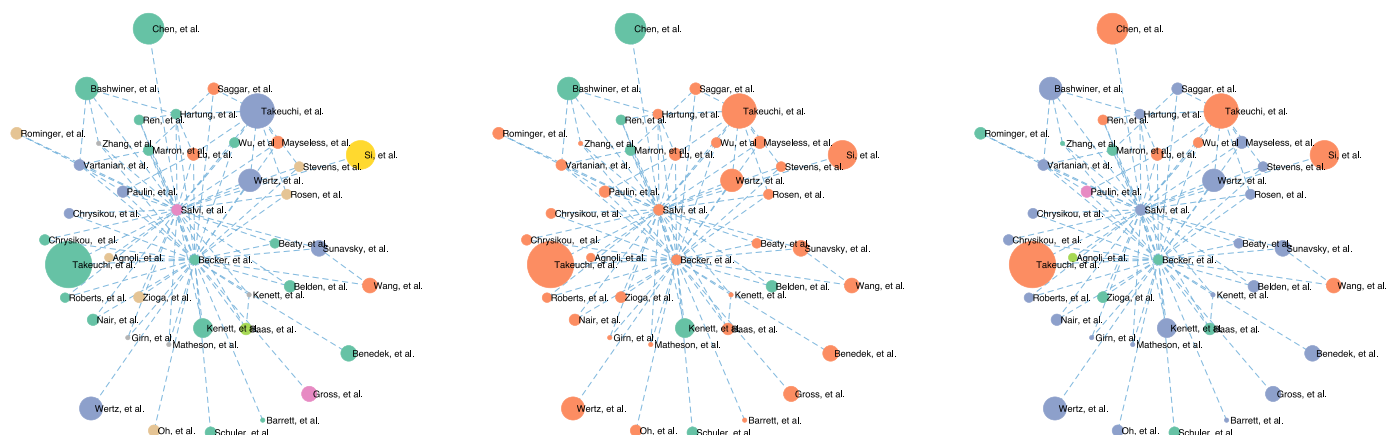 Chen, et al.
Bashwiner, et al.
Saggar, et al.
Hartung, et al.
Takeuchi, et al.
Ren, et al.
Rominger, et al.
Zhang, et al.
Marron, et al.
Lu, et al.
Wu, et al.
Mayseless, et al.
Si, et al.
Vartanian, et al.
Stevens, et al.
Wertz, et al.
Paulin, et al.
Rosen, et al.
Chrysikou, et al.
Salvi, et al.
Chrysikou, et al.
Beaty, et al.
Sunavsky, et al.
Takeuchi, et al.
Agnoli, et al.
Becker, et al.
Belden, et al.
Wang, et al.
Roberts, et al.
Zioga, et al.
Kenett, et al.
Nair, et al.
Kenett, et al.
Haas, et al.
Girn, et al.
Matheson, et al.
Benedek, et al.
Gross, et al.
Wertz, et al.
Barrett, et al.
Oh, et al.
Schuler, et al.
Chen, et al.
Bashwiner, et al.
Saggar, et al.
Hartung, et al.
Takeuchi, et al.
Ren, et al.
Rominger, et al.
Zhang, et al.
Marron, et al.
Lu, et al.
Wu, et al.
Mayseless, et al.
Si, et al.
Vartanian, et al.
Stevens, et al.
Wertz, et al.
Paulin, et al.
Rosen, et al.
Chrysikou, et al.
Salvi, et al.
Chrysikou, et al.
Beaty, et al.
Sunavsky, et al.
Takeuchi, et al.
Agnoli, et al.
Becker, et al.
Belden, et al.
Wang, et al.
Roberts, et al.
Zioga, et al.
Kenett, et al.
Nair, et al.
Kenett, et al.
Haas, et al.
Girn, et al.
Matheson, et al.
Benedek, et al.
Gross, et al.
Wertz, et al.
Barrett, et al.
Oh, et al.
Schuler, et al.
Chen, et al.
Bashwiner, et al.
Saggar, et al.
Hartung, et al.
Takeuchi, et al.
Ren, et al.
Rominger, et al.
Zhang, et al.
Marron, et al.
Lu, et al.
Wu, et al.
Mayseless, et al.
Si, et al.
Vartanian, et al.
Stevens, et al.
Wertz, et al.
Paulin, et al.
Rosen, et al.
Chrysikou, et al.
Salvi, et al.
Chrysikou, et al.
Beaty, et al.
Sunavsky, et al.
Takeuchi, et al.
Agnoli, et al.
Becker, et al.
Belden, et al.
Wang, et al.
Roberts, et al.
Zioga, et al.
Kenett, et al.
Nair, et al.
Kenett, et al.
Haas, et al.
Girn, et al.
Matheson, et al.
Benedek, et al.
Gross, et al.
Wertz, et al.
Barrett, et al.
Oh, et al.
Schuler, et al.